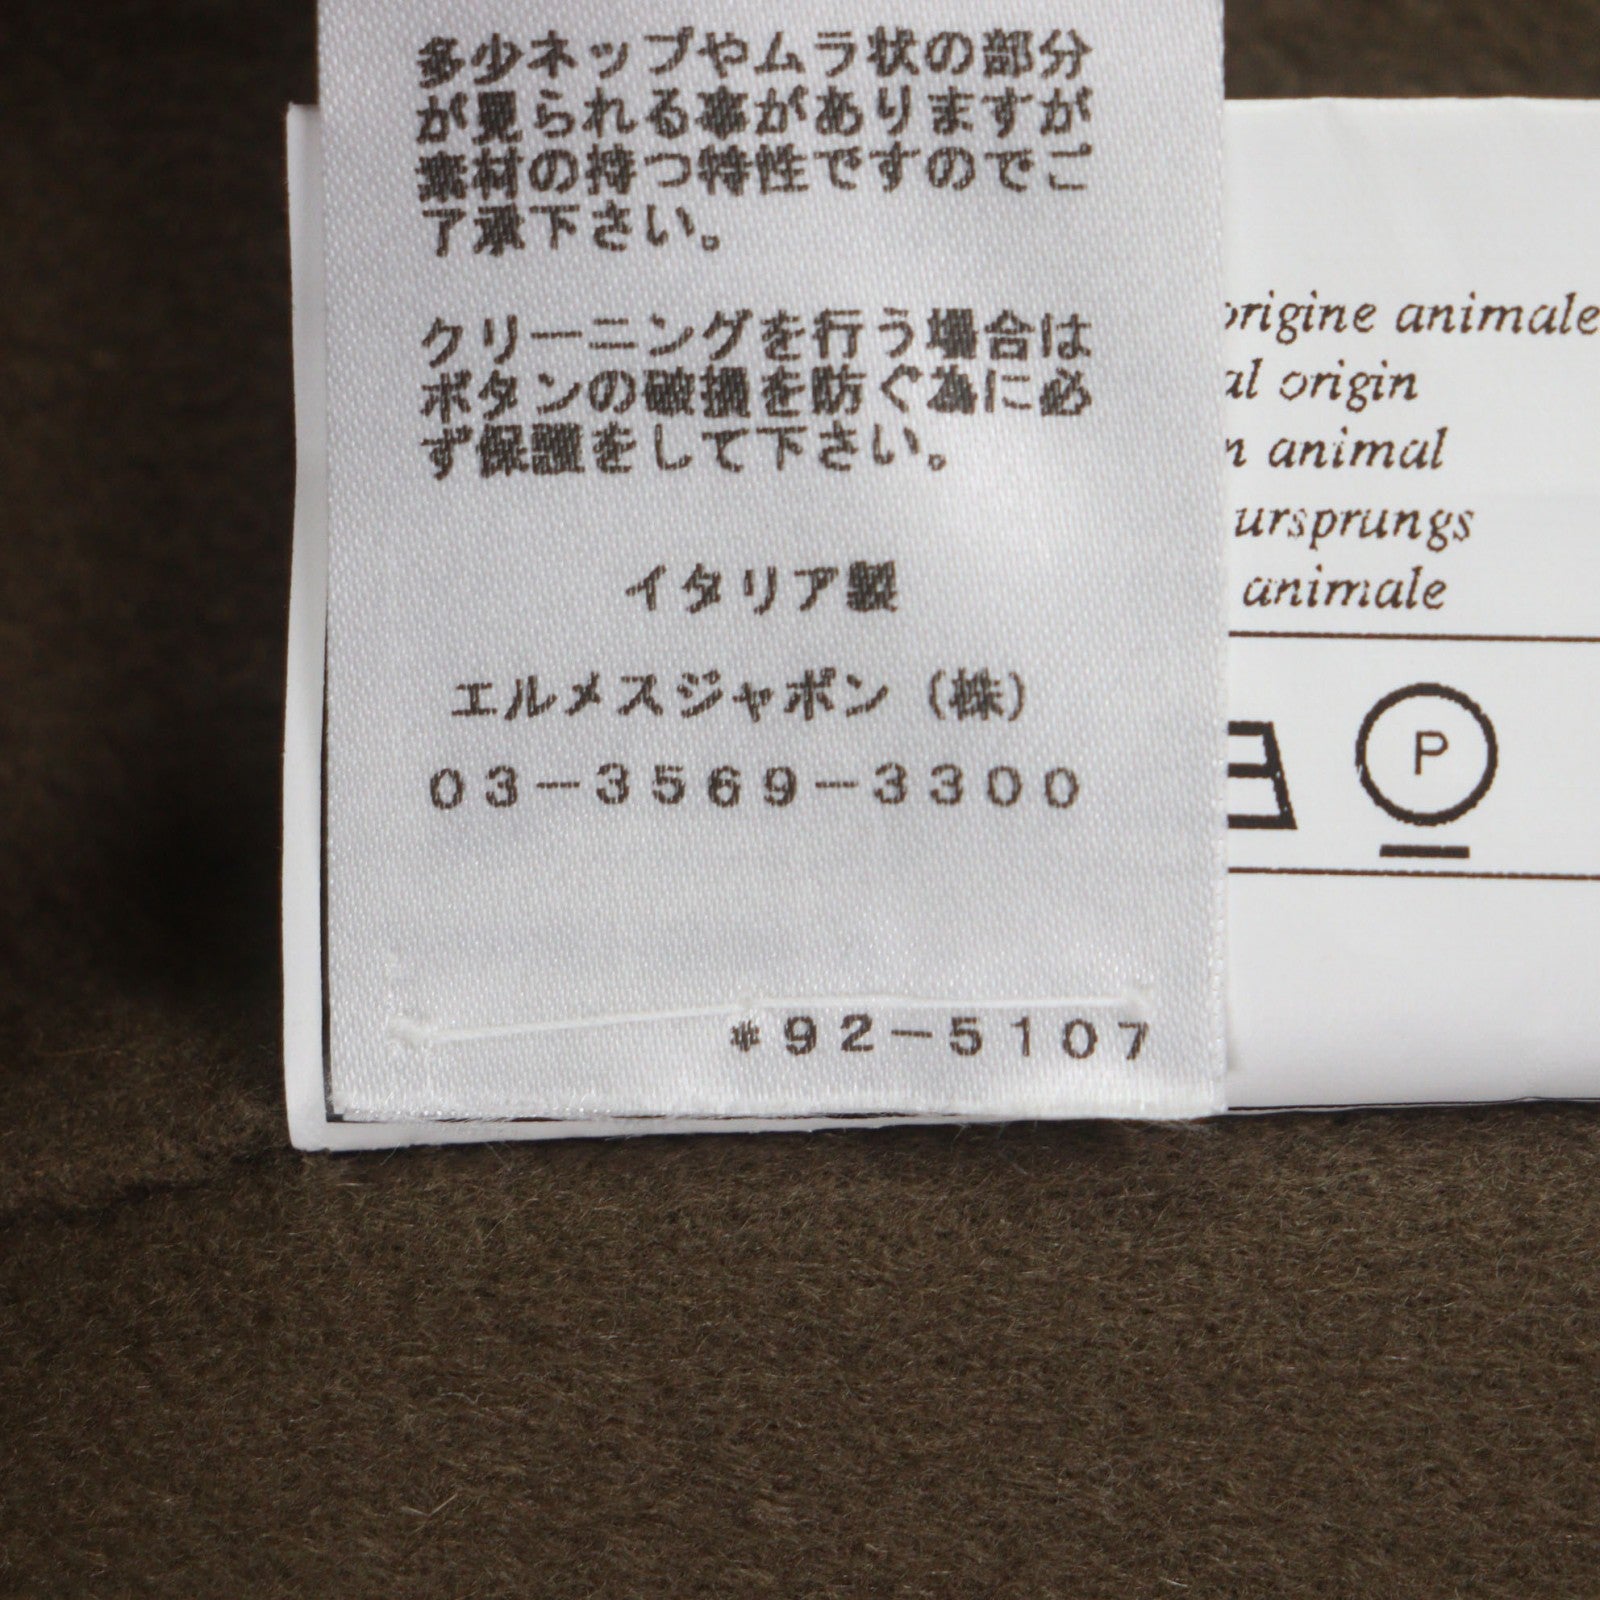 多少ネップやムラ状の部分
が見られる事がありますが
素材の持つ特性ですのでご
了承下さい。
クリーニングを行う場合は
ボタンの破損を防ぐ為に必
ず保護をして下さい。
イタリア製
エルメスジャポン（株）
03-3569-3300
*92-5107
origine animale
origin
animal
ursprungs
animale
P